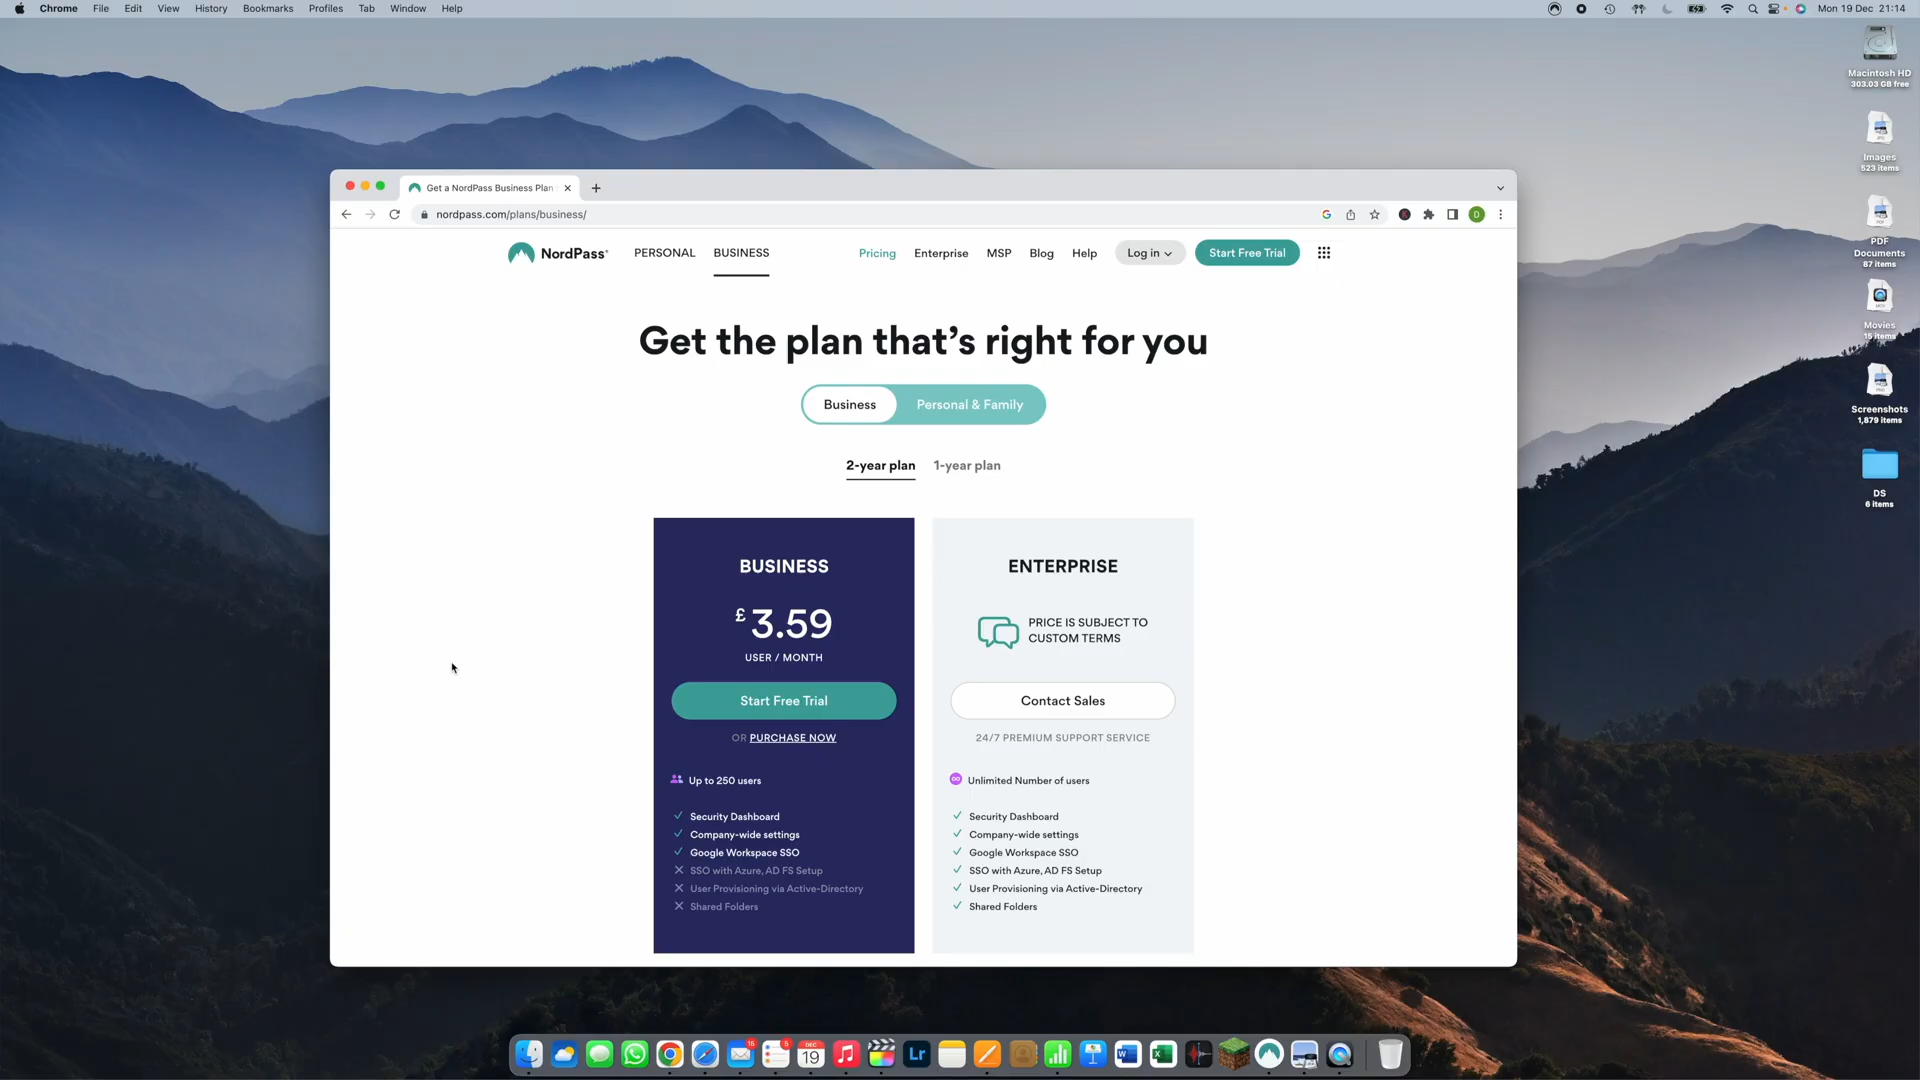 Chrome File Edit View History Bookmarks Profiles Tab Window Help
Mon 19 Dec 21:14
Macintosh HD
303.03 GB free
Images
523 items
PDF
Documents
87 items
Movies
15 items
Screenshots
1,879 items
DS
6 items
Get a NordPass Business Plan
nordpass.com/plans/business/
D
NordPass®
PERSONAL BUSINESS
Pricing Enterprise MSP Blog Help Log in Start Free Trial
Get the plan that's right for you
Business Personal & Family
2-year plan 1-year plan
BUSINESS
£3.59
USER / MONTH
Start Free Trial
OR PURCHASE NOW
Up to 250 users
Security Dashboard
Company-wide settings
Google Workspace SSO
SSO with Azure, AD FS Setup
User Provisioning via Active-Directory
Shared Folders
ENTERPRISE
PRICE IS SUBJECT TO
CUSTOM TERMS
Contact Sales
24/7 PREMIUM SUPPORT SERVICE
Unlimited Number of users
Security Dashboard
Company-wide settings
Google Workspace SSO
SSO with Azure, AD FS Setup
User Provisioning via Active-Directory
Shared Folders
DEC
19
Lr
W
X